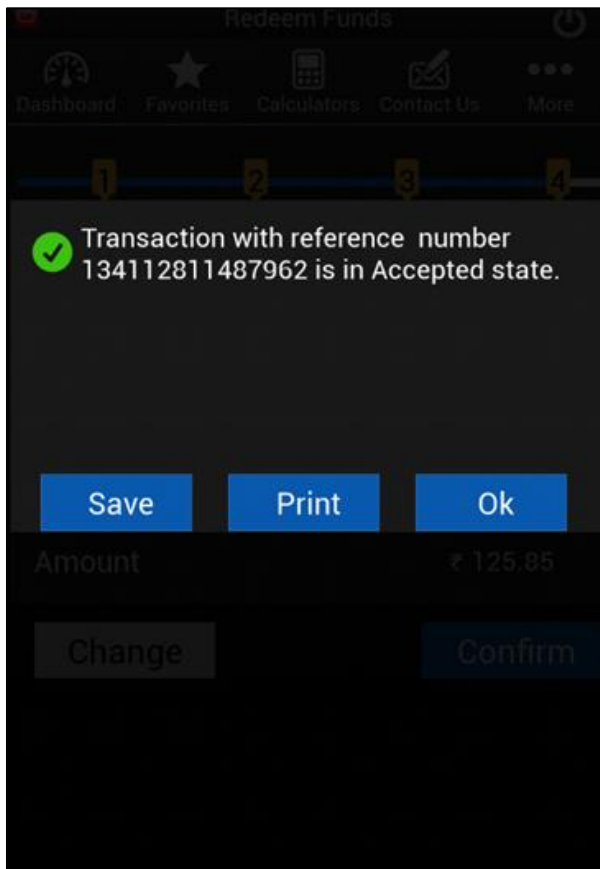 Redeem Funds
Dashboard Favorites Calculators Contact Us More
1 2 3 4
Transaction with reference number
134112811487962 is in Accepted state.
Save Print Ok
Amount ₹ 125.85
Change Confirm